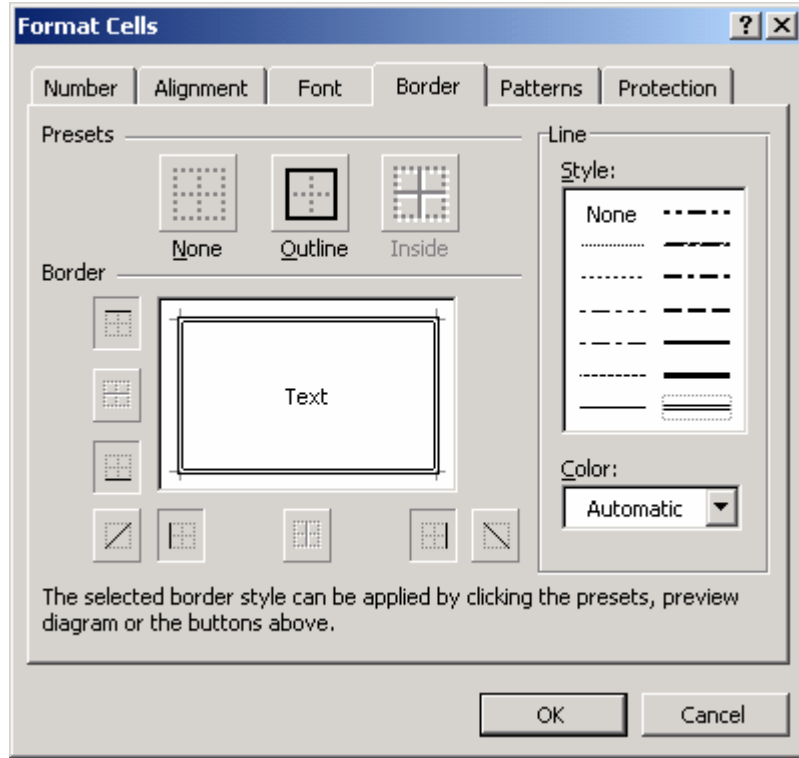 Format Cells
Number Alignment Font Border Patterns Protection
Presets
None Outline Inside
Border
Text
Line
Style:
None
Color:
Automatic
The selected border style can be applied by clicking the presets, preview
diagram or the buttons above.
OK Cancel